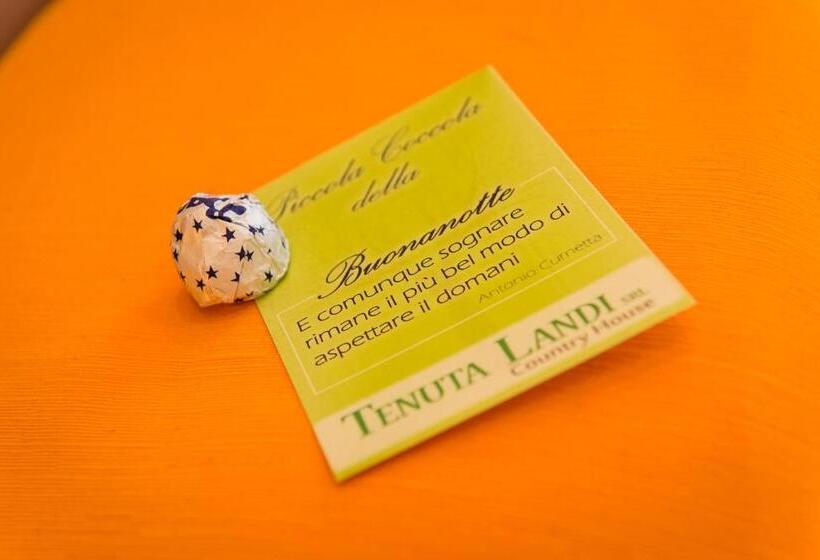 Piccola Coccola
della
Buonanotte
E comunque sognare
rimane il più bel modo di
aspettare il domani
Antonio Curnetta
TENUTA LANDI SRL
Country House